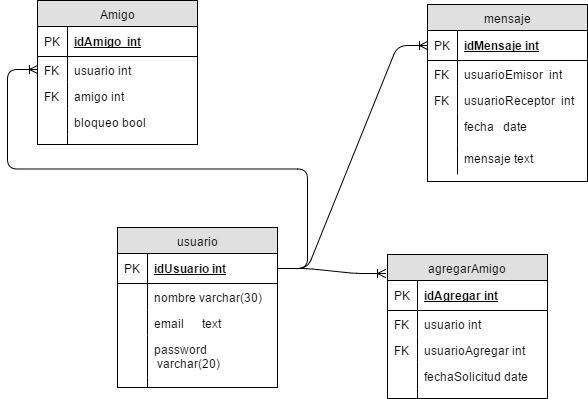 Amigo
PK idAmigo int
FK usuario int
FK amigo int
bloqueo bool
mensaje
PK idMensaje int
FK usuarioEmisor int
FK usuarioReceptor int
fecha date
mensaje text
usuario
PK idUsuario int
nombre varchar(30)
email text
password
varchar(20)
agregarAmigo
PK idAgregar int
FK usuario int
FK usuarioAgregar int
fechaSolicitud date